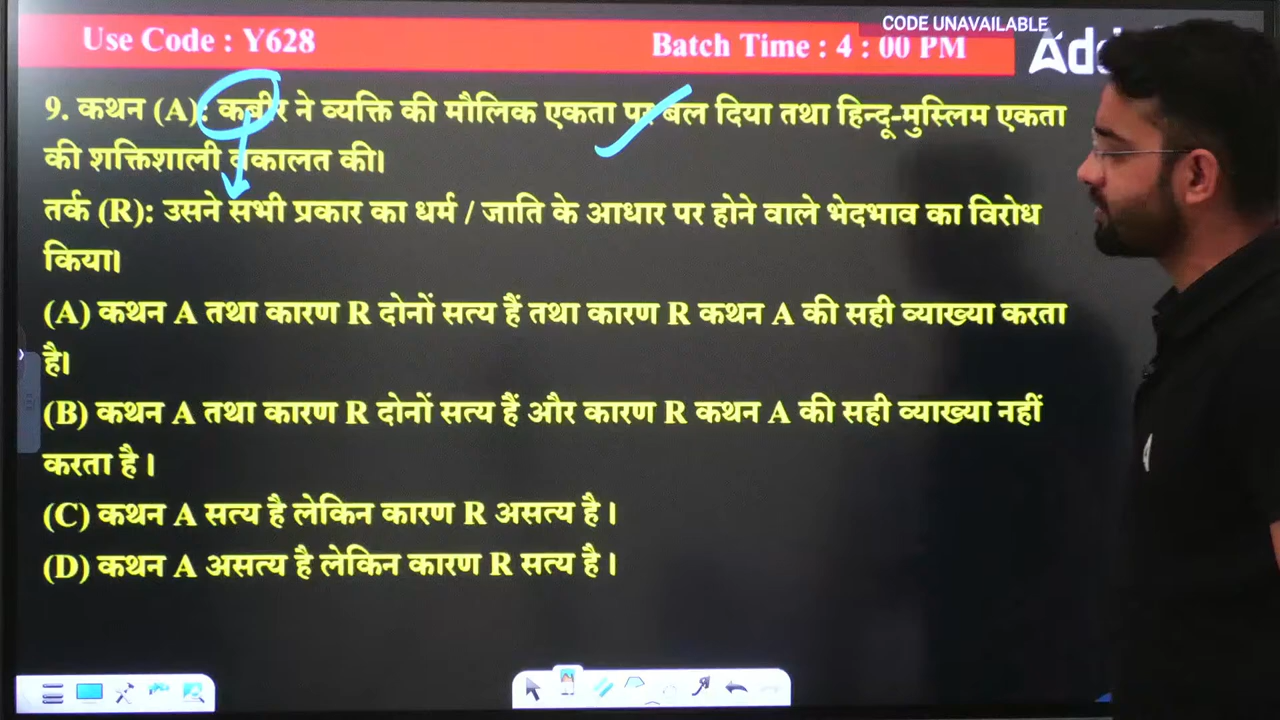 CODE UNAVAILABLE
Use Code : Y628
Batch Time : 4 : 00 PM
9. कथन (A): कबीर ने व्यक्ति की मौलिक एकता पर बल दिया तथा हिन्दू-मुस्लिम एकता
की शक्तिशाली वकालत की।
तर्क (R): उसने सभी प्रकार का धर्म / जाति के आधार पर होने वाले भेदभाव का विरोध
किया।
(A) कथन A तथा कारण R दोनों सत्य हैं तथा कारण R कथन A की सही व्याख्या करता
है।
(B) कथन A तथा कारण R दोनों सत्य हैं और कारण R कथन A की सही व्याख्या नहीं
करता है ।
(C) कथन A सत्य है लेकिन कारण R असत्य है ।
(D) कथन A असत्य है लेकिन कारण R सत्य है ।